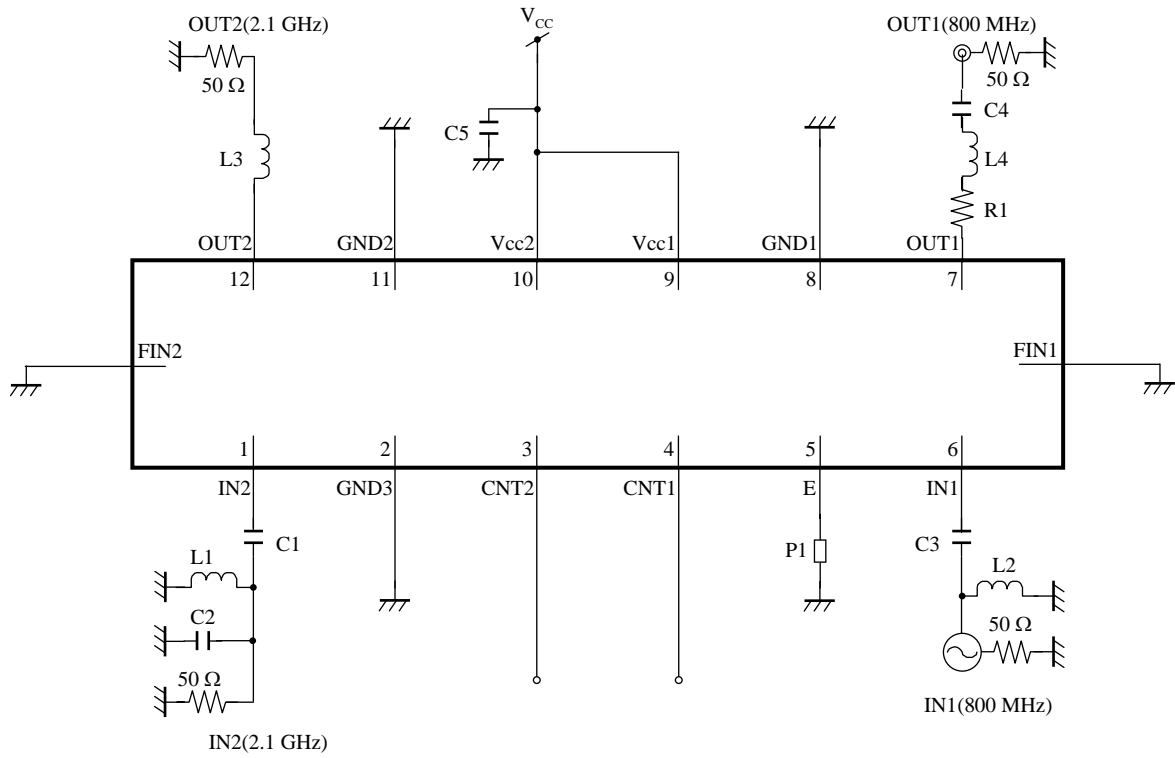 OUT2(2.1 GHz)
V_CC
OUT1(800 MHz)
50 Ω
50 Ω
C4
C5
L3
L4
R1
OUT2
GND2
Vcc2
Vcc1
GND1
OUT1
12
11
10
9
8
7
FIN2
FIN1
1
2
3
4
5
6
IN2
GND3
CNT2
CNT1
E
IN1
C1
P1
C3
L1
L2
C2
50 Ω
50 Ω
IN1(800 MHz)
IN2(2.1 GHz)